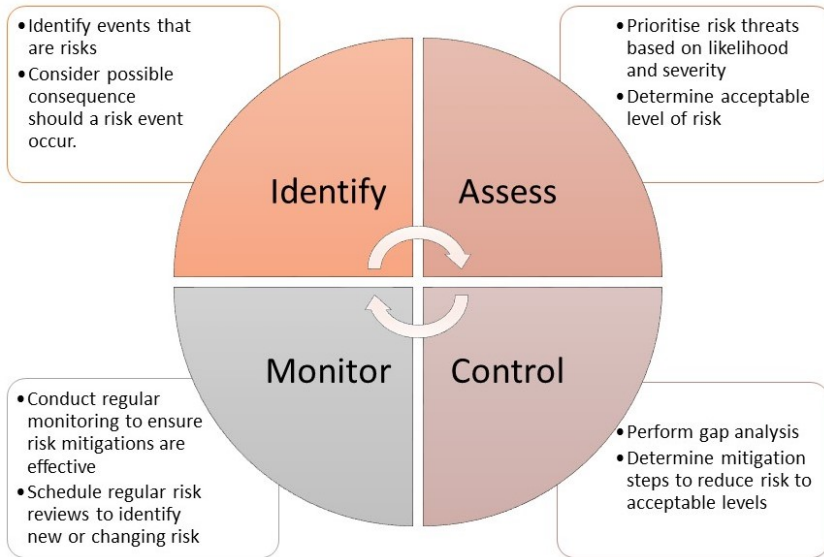 • Identify events that
are risks
• Consider possible
consequence
should a risk event
occur.
• Prioritise risk threats
based on likelihood
and severity
• Determine acceptable
level of risk
Identify
Assess
Monitor
Control
• Conduct regular
monitoring to ensure
risk mitigations are
effective
• Schedule regular risk
reviews to identify
new or changing risk
• Perform gap analysis
• Determine mitigation
steps to reduce risk to
acceptable levels